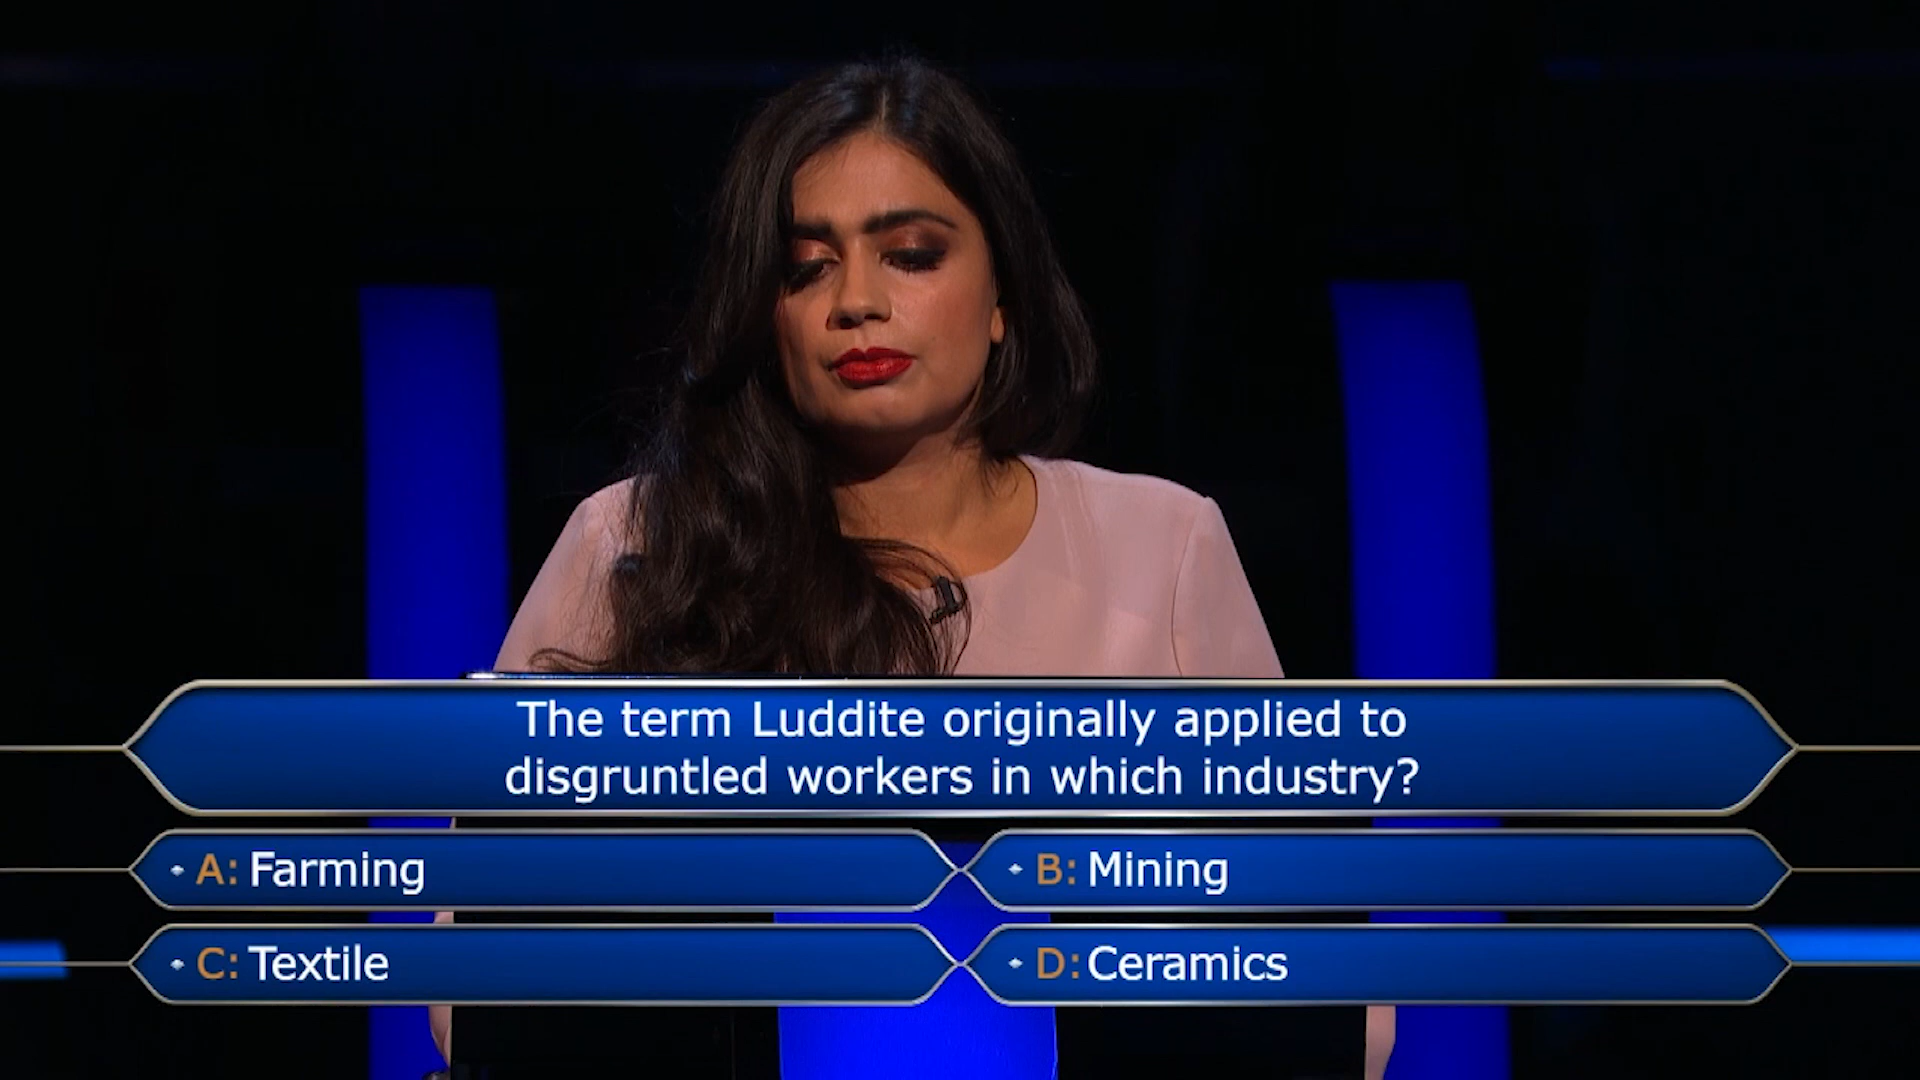 The term Luddite originally applied to
disgruntled workers in which industry?
A: Farming
B: Mining
C: Textile
D: Ceramics